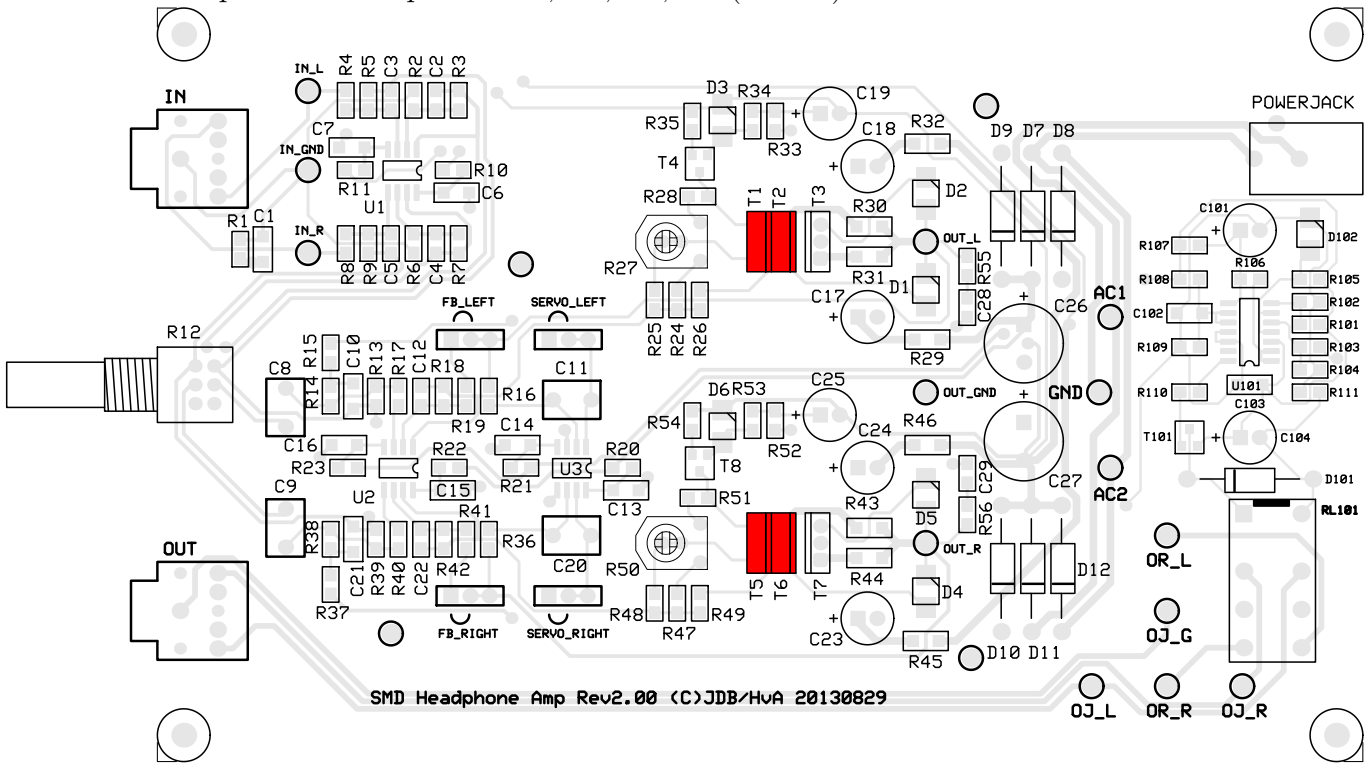 R4 R5 C3 R2 C2 R3
IN_L
IN
C7
IN_GND
R11
R10
C6
U1
R1 C1
IN_R
R8 R9 C5 R6 C4 R7
D3 R34
R35
R33
C19
C18
R32
T4
R28
T1 T2 T3
R30
D2
OUT_L
R27
R31
C17
D1
R55
C28
R25 R24 R26
R29
D9 D7 D8
POWERJACK
C101
D102
R107
R106
R108
R105
R102
C102
R101
R109
R103
R104
U101
R110
R111
C103
T101
C104
D101
RL101
AC1
C26
GND
AC2
C27
FB_LEFT
SERVO_LEFT
R12
R15
C10
R13
R17
C12
R18
C8
R14
R16
R19
C11
C16
C14
R23
R22
R21
U3
R20
U2
C15
C13
C9
R38
R41
R36
C20
C21
R39
R40
C22
R42
R37
FB_RIGHT
SERVO_RIGHT
OUT
D6 R53
C25
R54
R52
C24
R46
OUT_GND
T8
R51
C29
R43
D5
R56
OUT_R
R50
T5 T6 T7
R44
D4
R48
R47
R49
C23
R45
D12
D10 D11
OR_L
OJ_G
OJ_L
OR_R
OJ_R
SMD Headphone Amp Rev2.00 (C)JDB/HvA 20130829